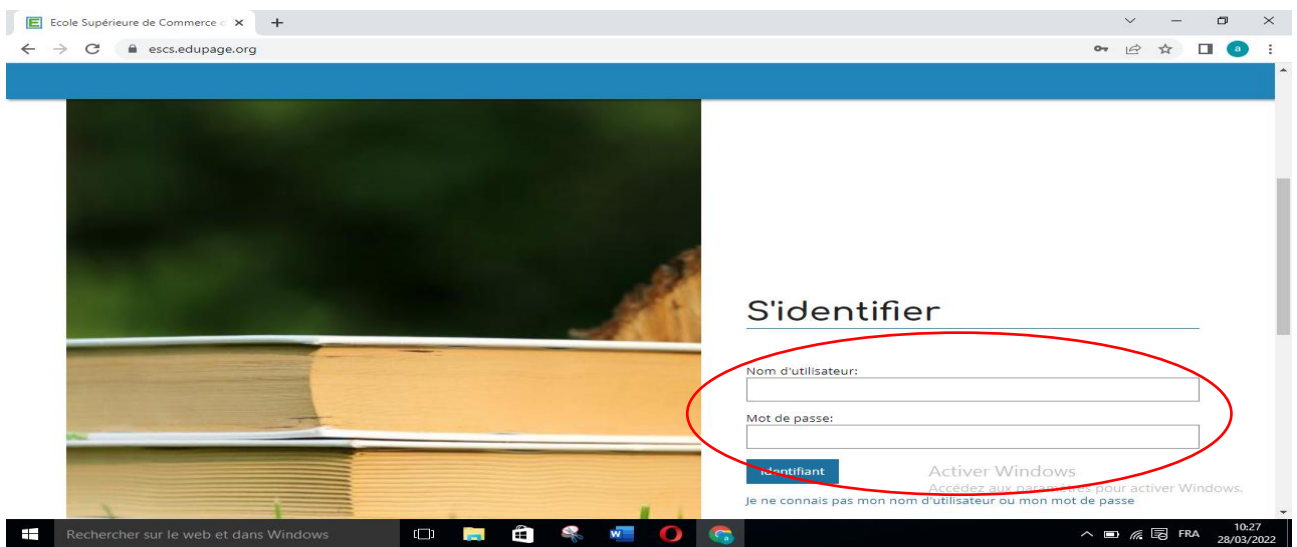 Ecole Supérieure de Commerce
escs.edupage.org
a
S'identifier
Nom d'utilisateur:
Mot de passe:
Identifiant
Activer Windows
Accédez aux paramètres pour activer Windows.
Je ne connais pas mon nom d'utilisateur ou mon mot de passe
Rechercher sur le web et dans Windows
FRA
10:27
28/03/2022